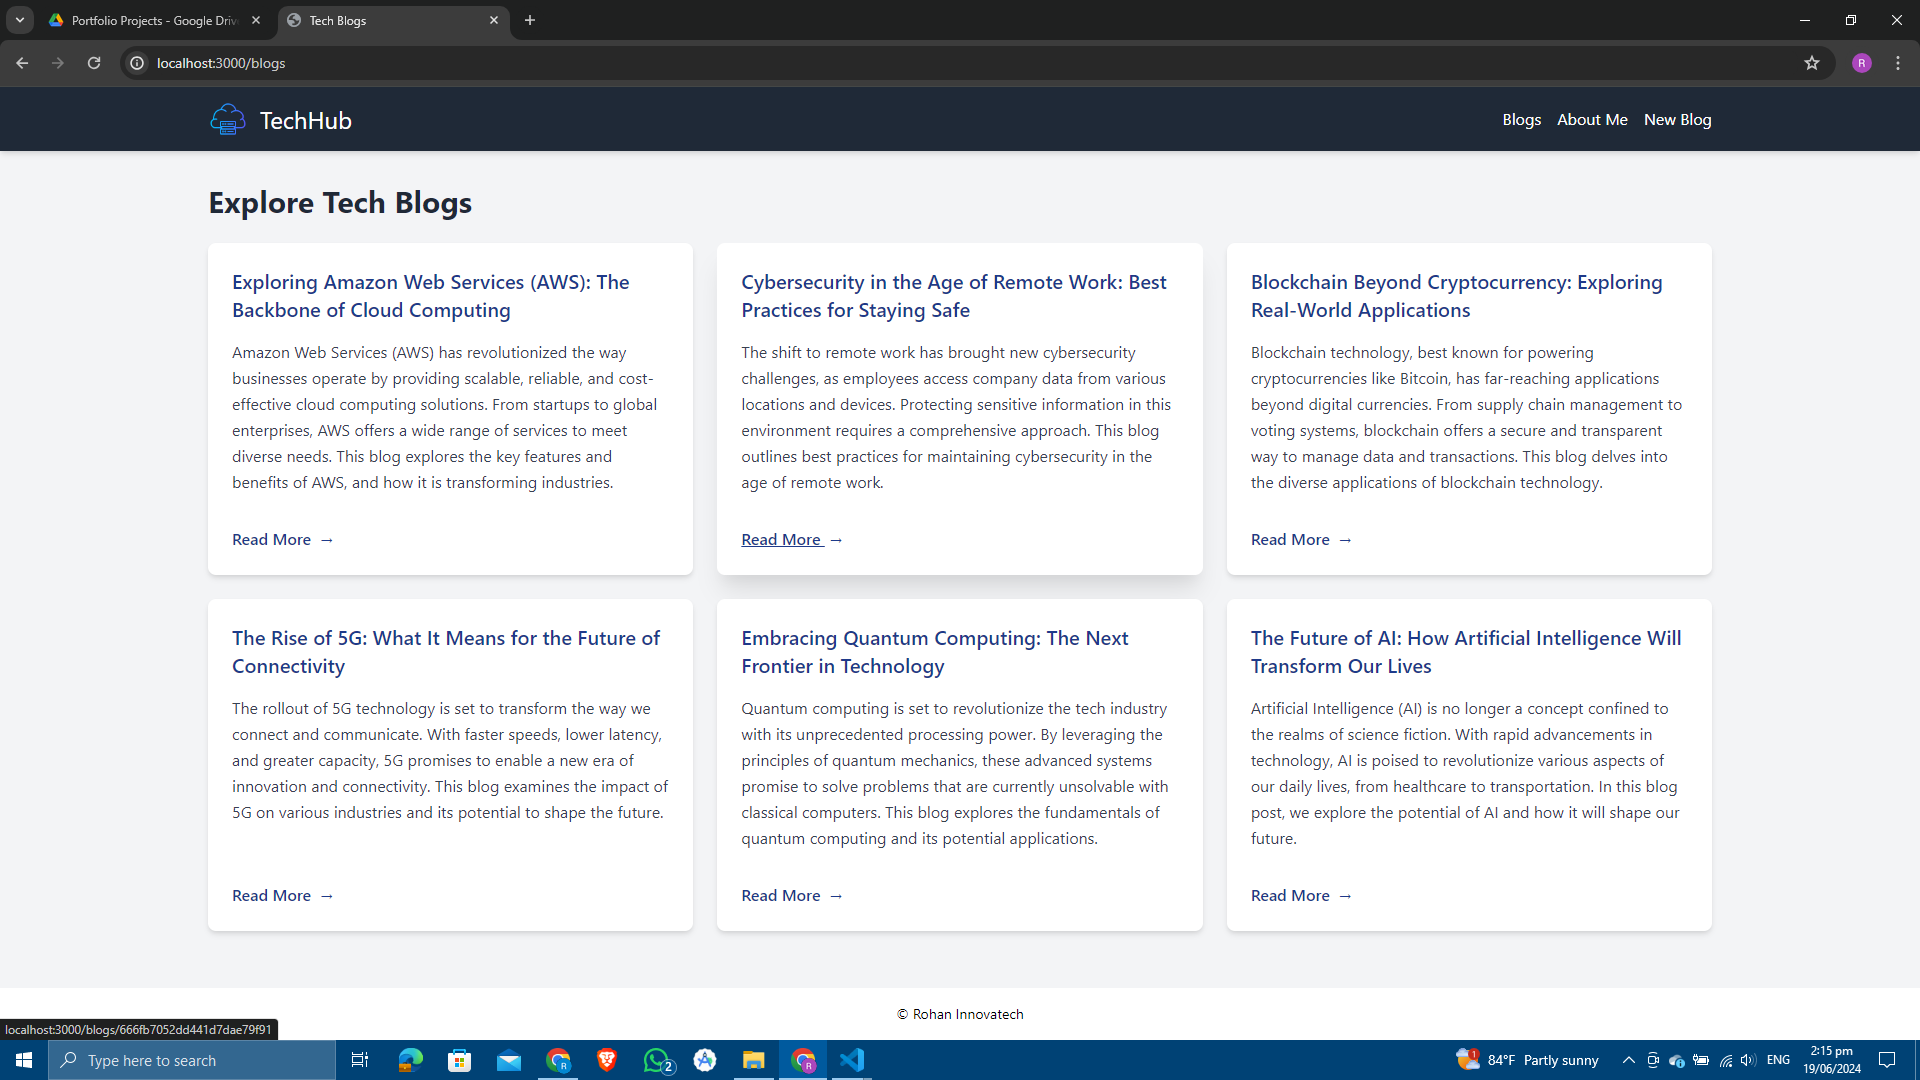 Portfolio Projects - Google Driv
Tech Blogs
localhost:3000/blogs
R
TechHub
Blogs
About Me
New Blog
Explore Tech Blogs
Exploring Amazon Web Services (AWS): The
Backbone of Cloud Computing
Amazon Web Services (AWS) has revolutionized the way
businesses operate by providing scalable, reliable, and cost-
effective cloud computing solutions. From startups to global
enterprises, AWS offers a wide range of services to meet
diverse needs. This blog explores the key features and
benefits of AWS, and how it is transforming industries.
Read More →
Cybersecurity in the Age of Remote Work: Best
Practices for Staying Safe
The shift to remote work has brought new cybersecurity
challenges, as employees access company data from various
locations and devices. Protecting sensitive information in this
environment requires a comprehensive approach. This blog
outlines best practices for maintaining cybersecurity in the
age of remote work.
Read More →
Blockchain Beyond Cryptocurrency: Exploring
Real-World Applications
Blockchain technology, best known for powering
cryptocurrencies like Bitcoin, has far-reaching applications
beyond digital currencies. From supply chain management to
voting systems, blockchain offers a secure and transparent
way to manage data and transactions. This blog delves into
the diverse applications of blockchain technology.
Read More →
The Rise of 5G: What It Means for the Future of
Connectivity
The rollout of 5G technology is set to transform the way we
connect and communicate. With faster speeds, lower latency,
and greater capacity, 5G promises to enable a new era of
innovation and connectivity. This blog examines the impact of
5G on various industries and its potential to shape the future.
Read More →
Embracing Quantum Computing: The Next
Frontier in Technology
Quantum computing is set to revolutionize the tech industry
with its unprecedented processing power. By leveraging the
principles of quantum mechanics, these advanced systems
promise to solve problems that are currently unsolvable with
classical computers. This blog explores the fundamentals of
quantum computing and its potential applications.
Read More →
The Future of AI: How Artificial Intelligence Will
Transform Our Lives
Artificial Intelligence (AI) is no longer a concept confined to
the realms of science fiction. With rapid advancements in
technology, AI is poised to revolutionize various aspects of
our daily lives, from healthcare to transportation. In this blog
post, we explore the potential of AI and how it will shape our
future.
Read More →
© Rohan Innovatech
localhost:3000/blogs/666fb7052dd441d7dae79f91
Type here to search
R
2
R
1
84°F Partly sunny
ENG
2:15 pm
19/06/2024